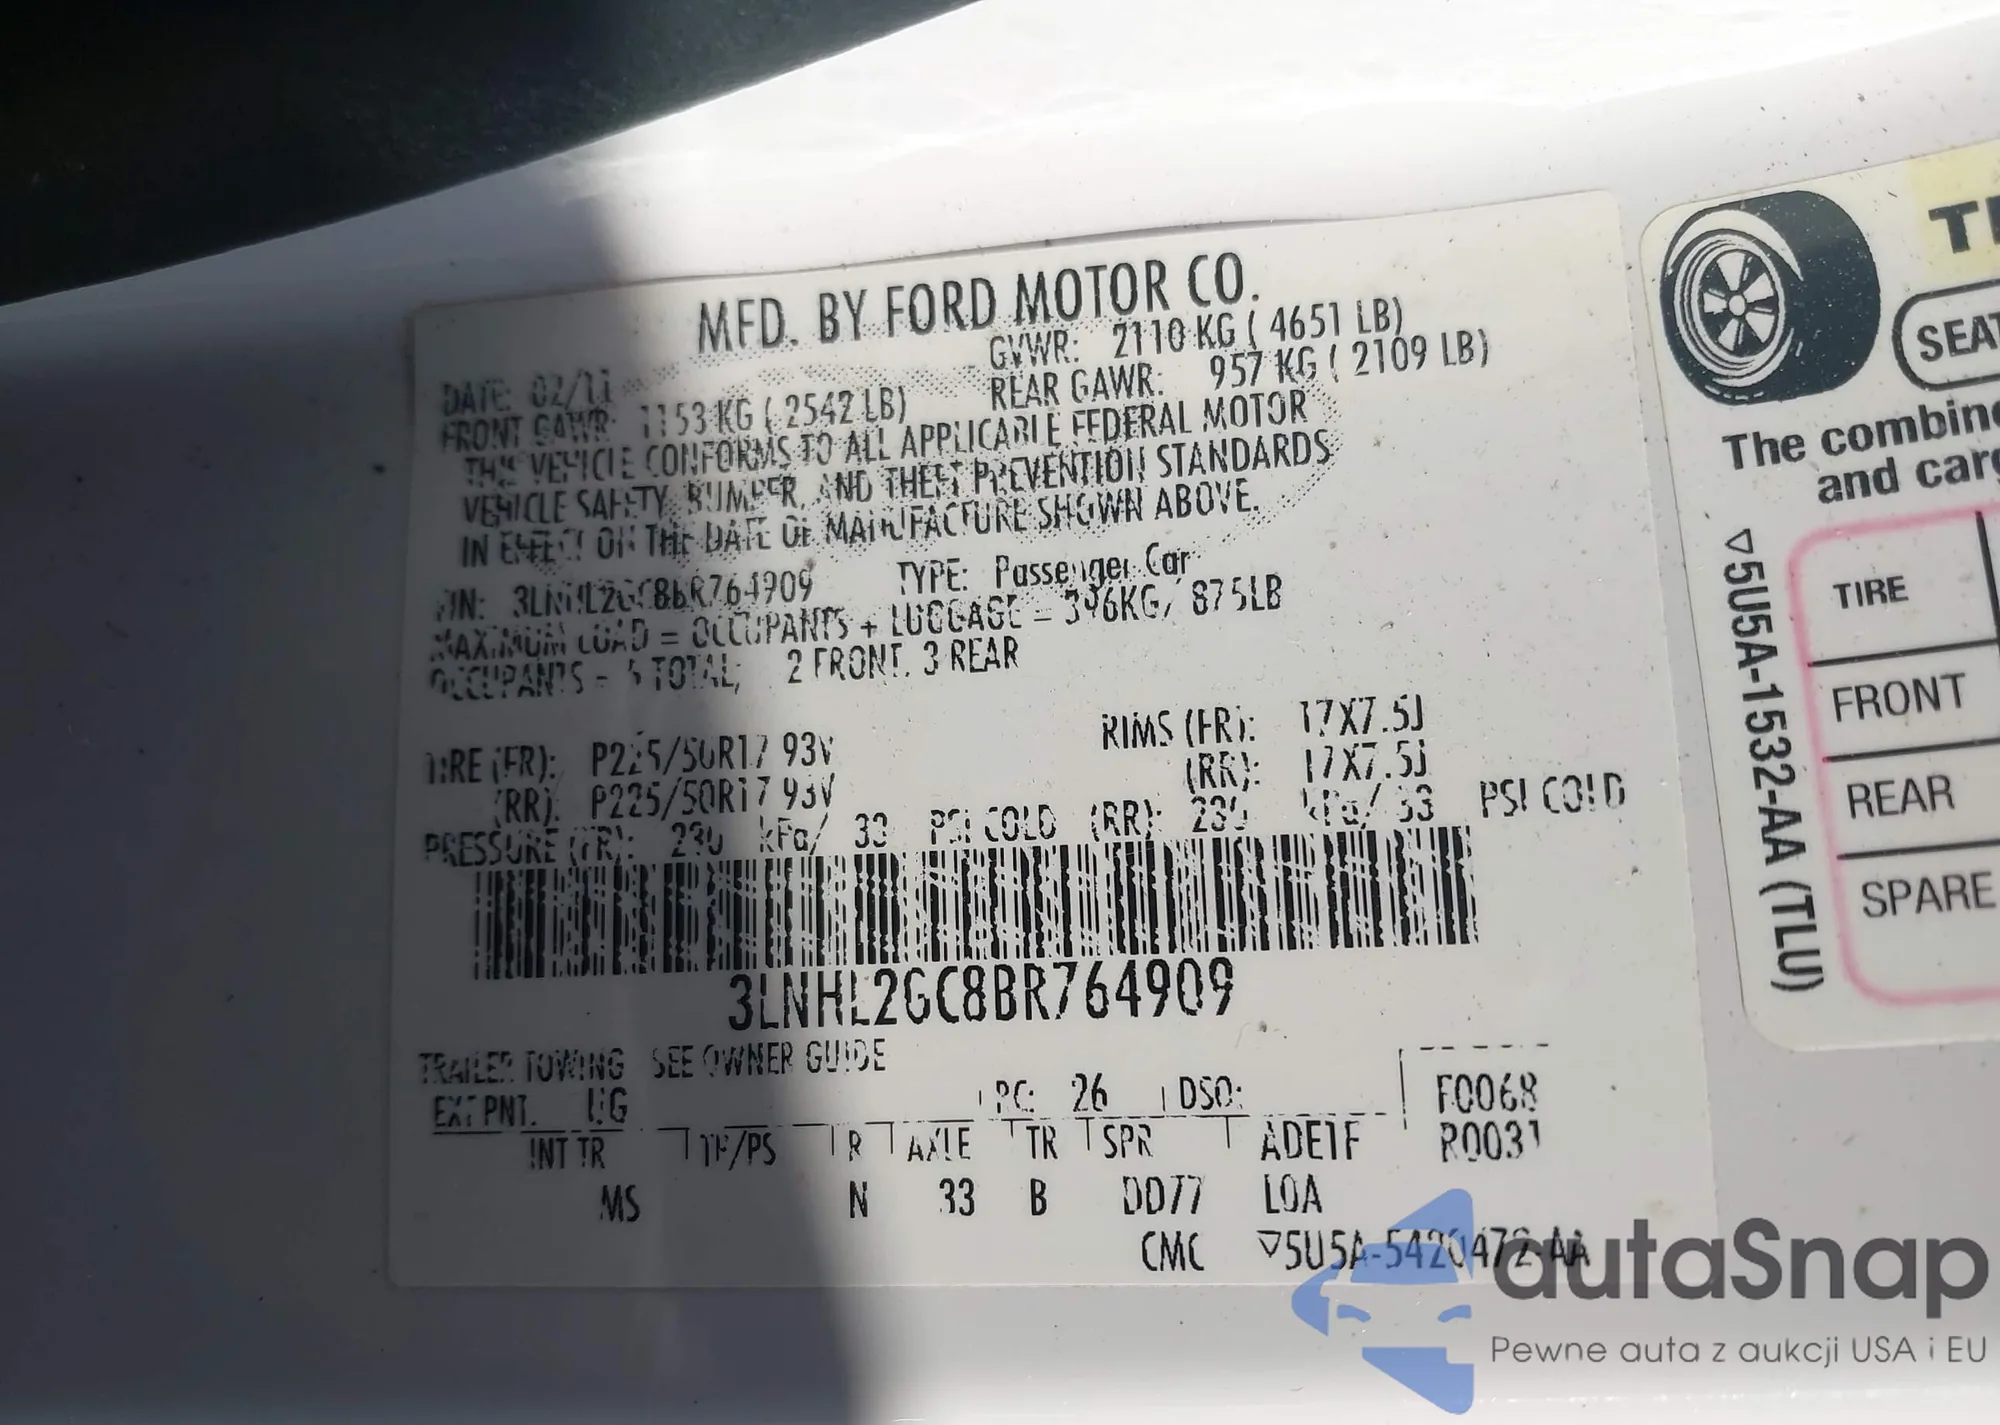 MFD. BY FORD MOTOR CO.
DATE: 02/11 GVWR: 2110 KG ( 4651 LB)
FRONT GAWR: 1153 KG ( 2542 LB) REAR GAWR: 957 KG ( 2109 LB)
THIS VEHICLE CONFORMS TO ALL APPLICABLE FEDERAL MOTOR
VEHICLE SAFETY, BUMPER, AND THEFT PREVENTION STANDARDS
IN EFFECT ON THE DATE OF MANUFACTURE SHOWN ABOVE.
VIN: 3LNHL2GC8BR764909 TYPE: Passenger Car
MAXIMUM LOAD = OCCUPANTS + LUGGAGE = 396KG/ 875LB
OCCUPANTS = 5 TOTAL; 2 FRONT, 3 REAR
TIRE (FR): P225/50R17 93V RIMS (FR): 17X7.5J
(RR): P225/50R17 93V (RR): 17X7.5J
PRESSURE (FR): 230 kPa/ 33 PSI COLD (RR): 230 kPa/ 33 PSI COLD
3LNHL2GC8BR764909
TRAILER TOWING SEE OWNER GUIDE
EXT PNT. UG RC: 26 DSO: F0068
INT TR TP/PS R AXLE TR SPR ADE1F R0031
MS N 33 B DD77 LOA
CMC ▽5U5A-5420472-AA
SEAT
The combine
and carg
TIRE
FRONT
REAR
SPARE
▽5U5A-1532-AA (TLU)
autaSnap
Pewne auta z aukcji USA i EU